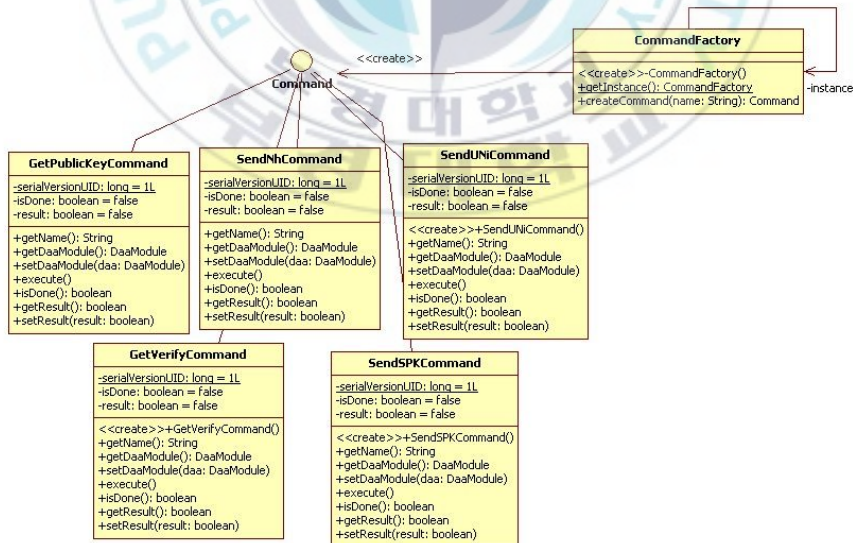 CommandFactory
<<create>>-CommandFactory()
+getInstance(): CommandFactory
+createCommand(name: String): Command
-instance
<<create>>
Command
GetPublicKeyCommand
-serialVersionUID: long = 1L
-isDone: boolean = false
-result: boolean = false
+getName(): String
+getDaaModule(): DaaModule
+setDaaModule(daa: DaaModule)
+execute()
+isDone(): boolean
+getResult(): boolean
+setResult(result: boolean)
SendNhCommand
-serialVersionUID: long = 1L
-isDone: boolean = false
-result: boolean = false
+getName(): String
+getDaaModule(): DaaModule
+setDaaModule(daa: DaaModule)
+execute()
+isDone(): boolean
+getResult(): boolean
+setResult(result: boolean)
SendUNiCommand
-serialVersionUID: long = 1L
-isDone: boolean = false
-result: boolean = false
<<create>>+SendUNiCommand()
+getName(): String
+getDaaModule(): DaaModule
+setDaaModule(daa: DaaModule)
+execute()
+isDone(): boolean
+getResult(): boolean
+setResult(result: boolean)
GetVerifyCommand
-serialVersionUID: long = 1L
-isDone: boolean = false
-result: boolean = false
<<create>>+GetVerifyCommand()
+getName(): String
+getDaaModule(): DaaModule
+setDaaModule(daa: DaaModule)
+execute()
+isDone(): boolean
+getResult(): boolean
+setResult(result: boolean)
SendSPKCommand
-serialVersionUID: long = 1L
-isDone: boolean = false
-result: boolean = false
<<create>>+SendSPKCommand()
+getName(): String
+getDaaModule(): DaaModule
+setDaaModule(daa: DaaModule)
+execute()
+isDone(): boolean
+getResult(): boolean
+setResult(result: boolean)